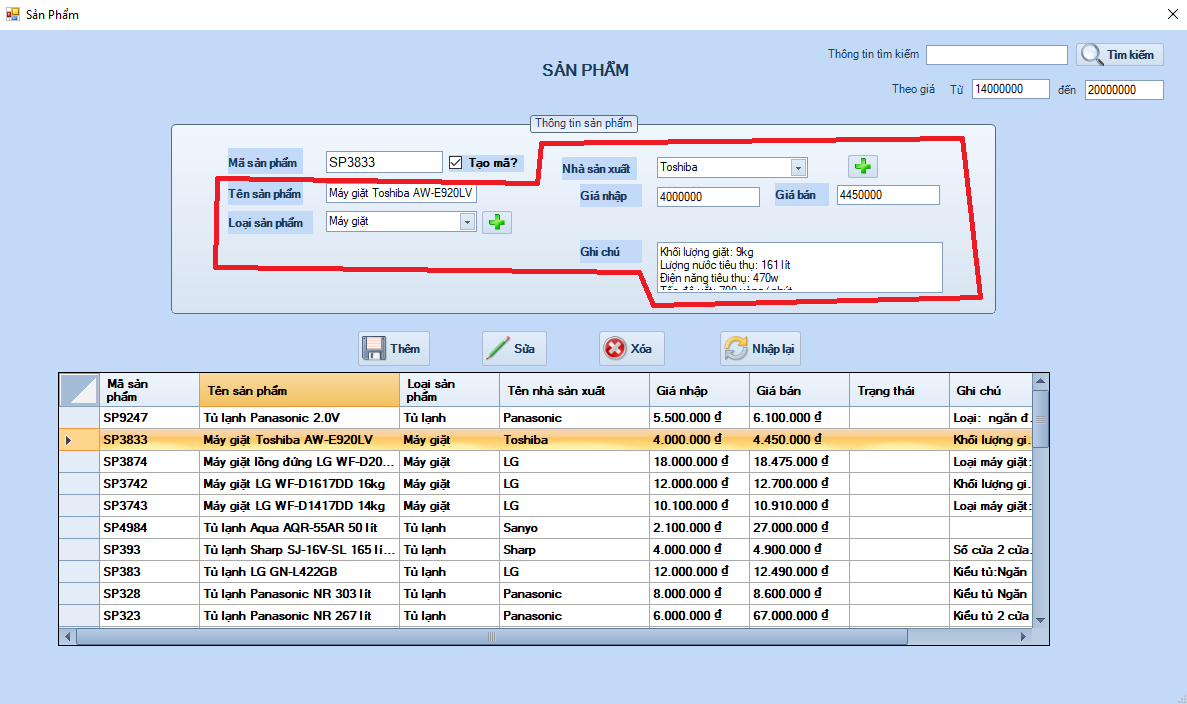 Sản Phẩm
SẢN PHẨM
Thông tin tìm kiếm Tìm kiếm
Theo giá Từ 14000000 đến 20000000
Thông tin sản phẩm
Mã sản phẩm SP3833 Tạo mã?
Tên sản phẩm Máy giặt Toshiba AW-E920LV
Loại sản phẩm Máy giặt
Nhà sản xuất Toshiba
Giá nhập 4000000 Giá bán 4450000
Ghi chú Khối lượng giặt: 9kg
Lượng nước tiêu thụ: 161 lít
Điện năng tiêu thụ: 470w
Thêm Sửa Xóa Nhập lại
Mã sản phẩm Tên sản phẩm Loại sản phẩm Tên nhà sản xuất Giá nhập Giá bán Trạng thái Ghi chú
SP9247 Tủ lạnh Panasonic 2.0V Tủ lạnh Panasonic 5.500.000 ₫ 6.100.000 ₫ Loại: ngăn đ...
SP3833 Máy giặt Toshiba AW-E920LV Máy giặt Toshiba 4.000.000 ₫ 4.450.000 ₫ Khối lượng gi...
SP3874 Máy giặt lồng đứng LG WF-D20... Máy giặt LG 18.000.000 ₫ 18.475.000 ₫ Loại máy giặt:
SP3742 Máy giặt LG WF-D1617DD 16kg Máy giặt LG 12.000.000 ₫ 12.700.000 ₫ Khối lượng gi...
SP3743 Máy giặt LG WF-D1417DD 14kg Máy giặt LG 10.100.000 ₫ 10.910.000 ₫ Loại máy giặt:
SP4984 Tủ lạnh Aqua AQR-55AR 50 lít Tủ lạnh Sanyo 2.100.000 ₫ 27.000.000 ₫
SP393 Tủ lạnh Sharp SJ-16V-SL 165 lí... Tủ lạnh Sharp 4.000.000 ₫ 4.900.000 ₫ Số cửa 2 cửa...
SP383 Tủ lạnh LG GN-L422GB Tủ lạnh LG 12.000.000 ₫ 12.490.000 ₫ Kiểu tủ:Ngăn
SP328 Tủ lạnh Panasonic NR 303 lít Tủ lạnh Panasonic 8.000.000 ₫ 8.600.000 ₫ Kiểu tủ Ngăn
SP323 Tủ lạnh Panasonic NR 267 lít Tủ lạnh Panasonic 6.000.000 ₫ 67.000.000 ₫ Kiểu tủ 2 cửa